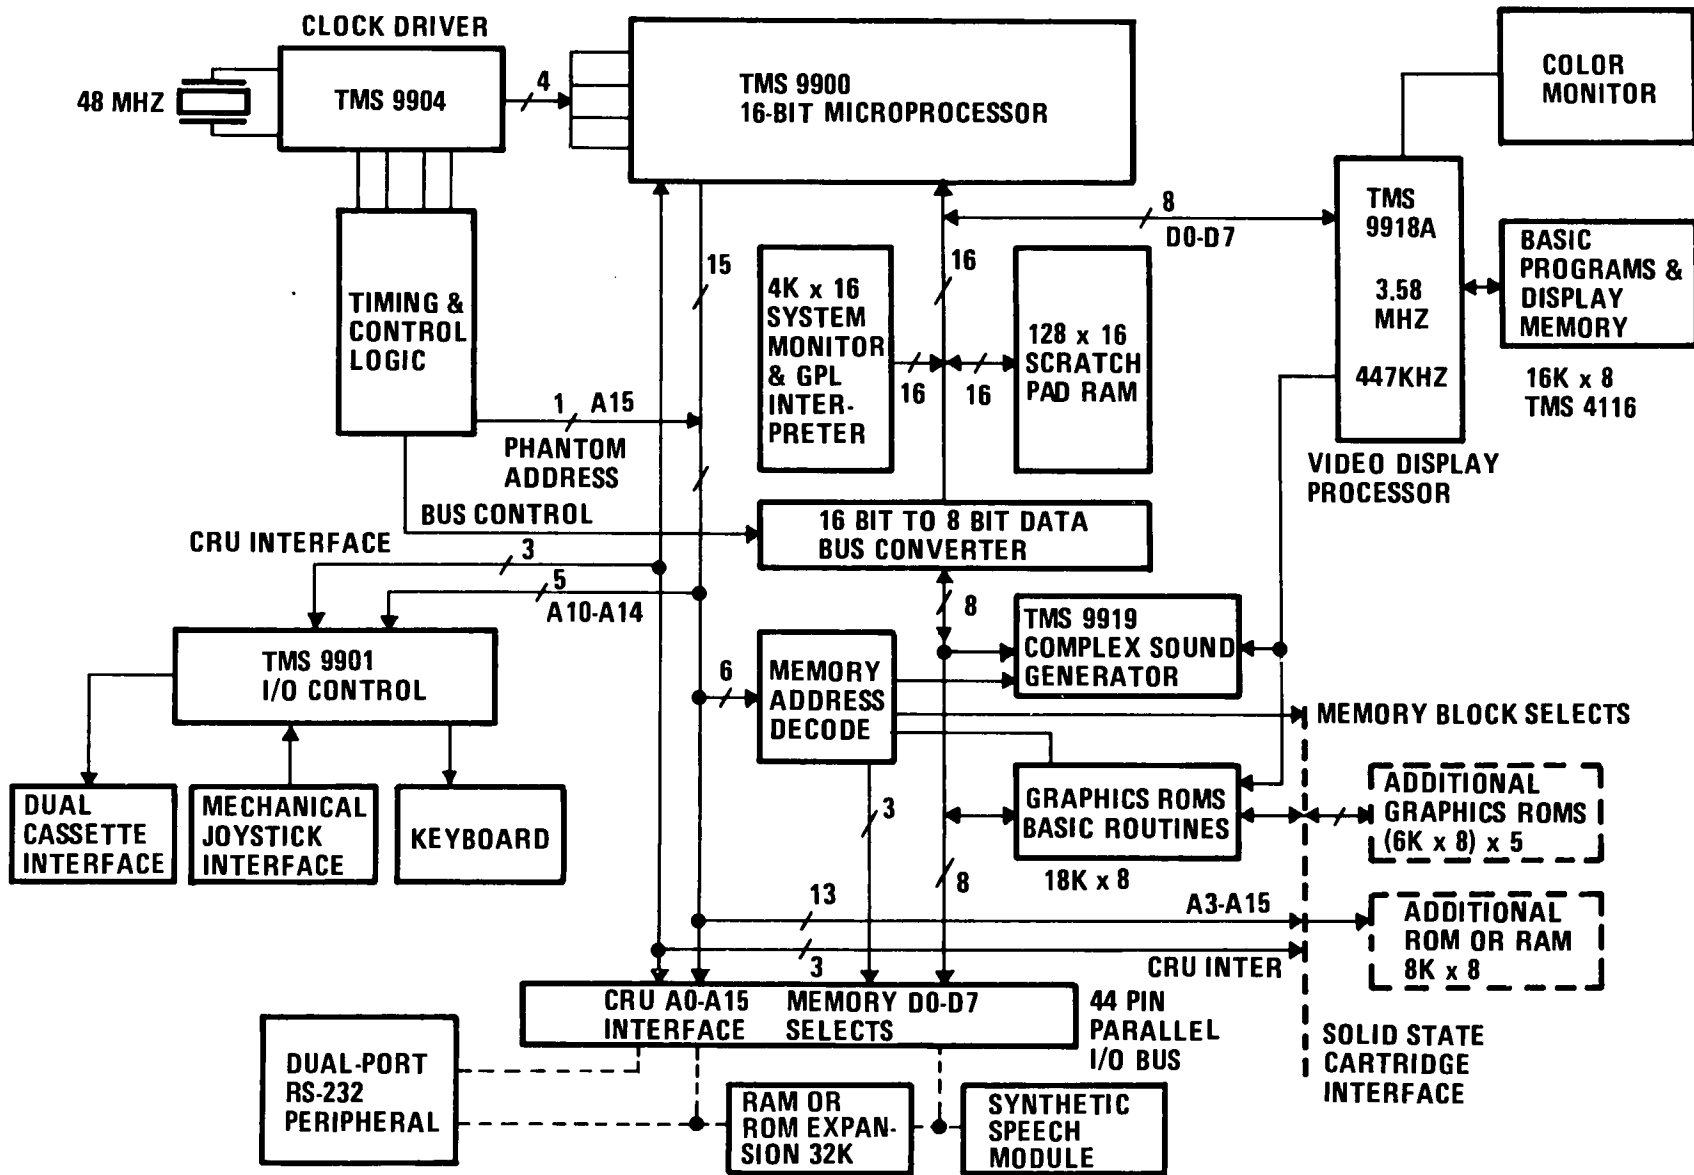 CLOCK DRIVER
48 MHZ
TMS 9904
4
TMS 9900
16-BIT MICROPROCESSOR
COLOR
MONITOR
TIMING &
CONTROL
LOGIC
15
16
8
D0-D7
TMS
9918A
3.58
MHZ
447KHZ
BASIC
PROGRAMS &
DISPLAY
MEMORY
16K x 8
TMS 4116
VIDEO DISPLAY
PROCESSOR
4K x 16
SYSTEM
MONITOR
& GPL
INTER-
PRETER
16
16
128 x 16
SCRATCH
PAD RAM
1 A15
PHANTOM
ADDRESS
BUS CONTROL
16 BIT TO 8 BIT DATA
BUS CONVERTER
CRU INTERFACE
3
5
A10-A14
8
TMS 9901
I/O CONTROL
6
MEMORY
ADDRESS
DECODE
TMS 9919
COMPLEX SOUND
GENERATOR
MEMORY BLOCK SELECTS
DUAL
CASSETTE
INTERFACE
MECHANICAL
JOYSTICK
INTERFACE
KEYBOARD
3
GRAPHICS ROMS
BASIC ROUTINES
18K x 8
ADDITIONAL
GRAPHICS ROMS
(6K x 8) x 5
8
13
A3-A15
3
CRU INTER
ADDITIONAL
ROM OR RAM
8K x 8
CRU A0-A15 MEMORY D0-D7
INTERFACE SELECTS
44 PIN
PARALLEL
I/O BUS
SOLID STATE
CARTRIDGE
INTERFACE
DUAL-PORT
RS-232
PERIPHERAL
RAM OR
ROM EXPAN-
SION 32K
SYNTHETIC
SPEECH
MODULE